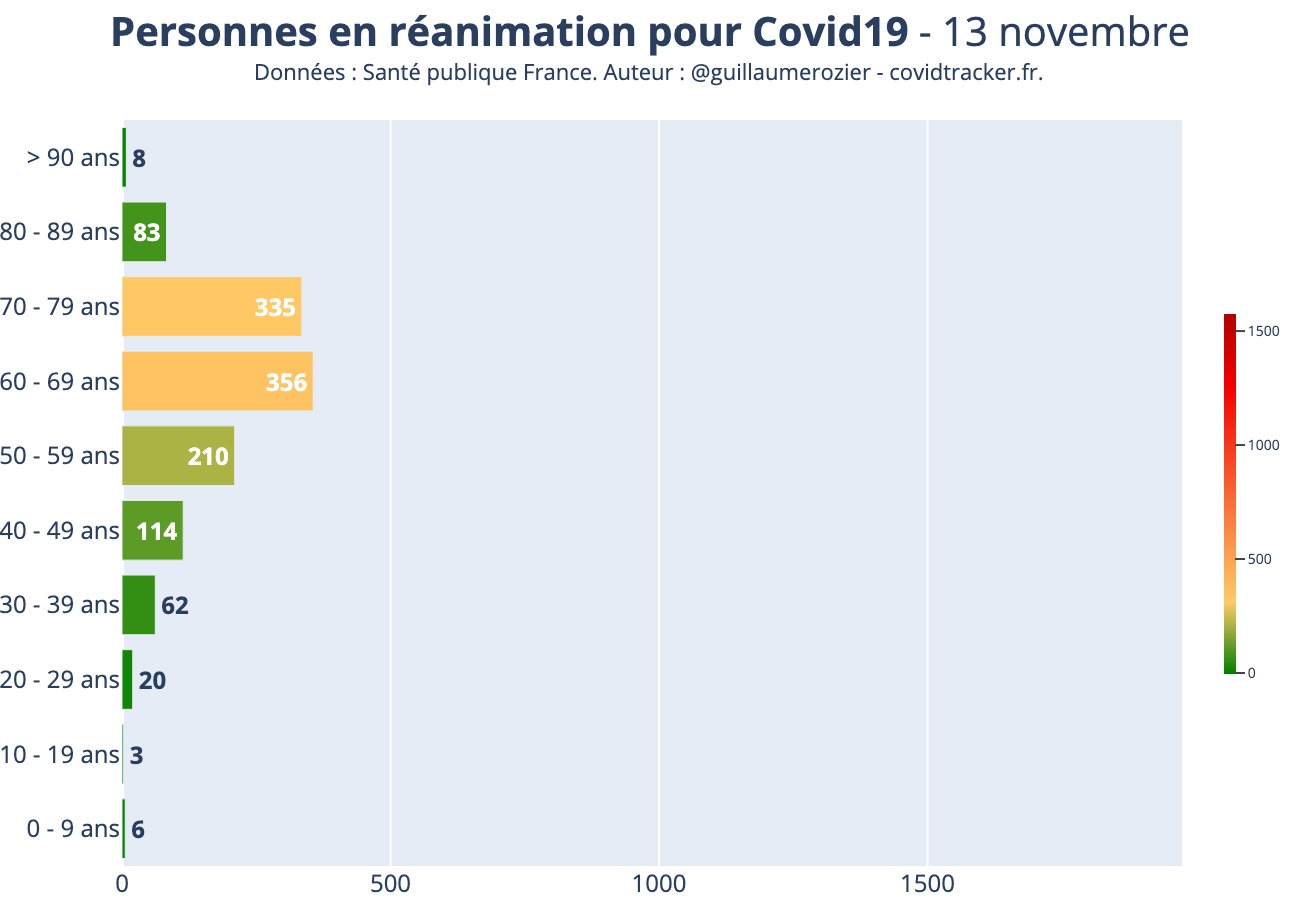 Personnes en réanimation pour Covid19 - 13 novembre
Données : Santé publique France. Auteur : @guillaumerozier - covidtracker.fr.
> 90 ans 8
80 - 89 ans 83
70 - 79 ans 335
60 - 69 ans 356
50 - 59 ans 210
40 - 49 ans 114
30 - 39 ans 62
20 - 29 ans 20
10 - 19 ans 3
0 - 9 ans 6
0 500 1000 1500
1500
1000
500
0